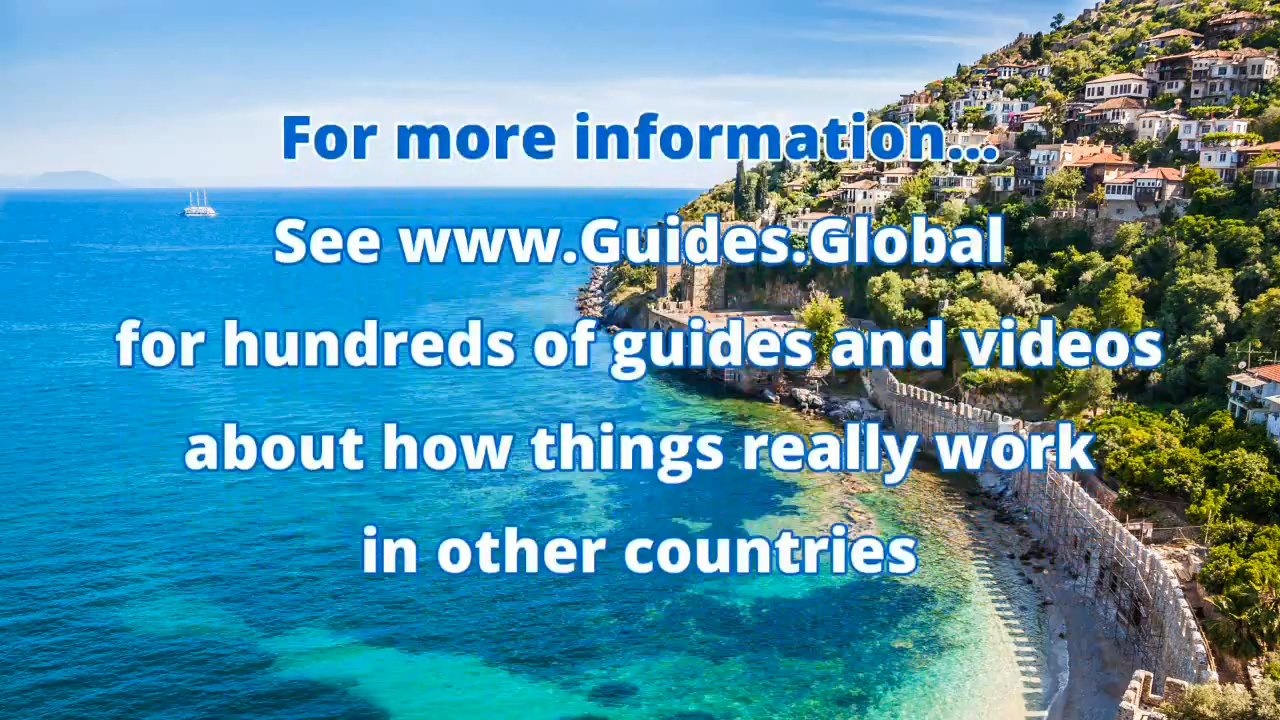 For more information...
See www.Guides.Global
for hundreds of guides and videos
about how things really work
in other countries